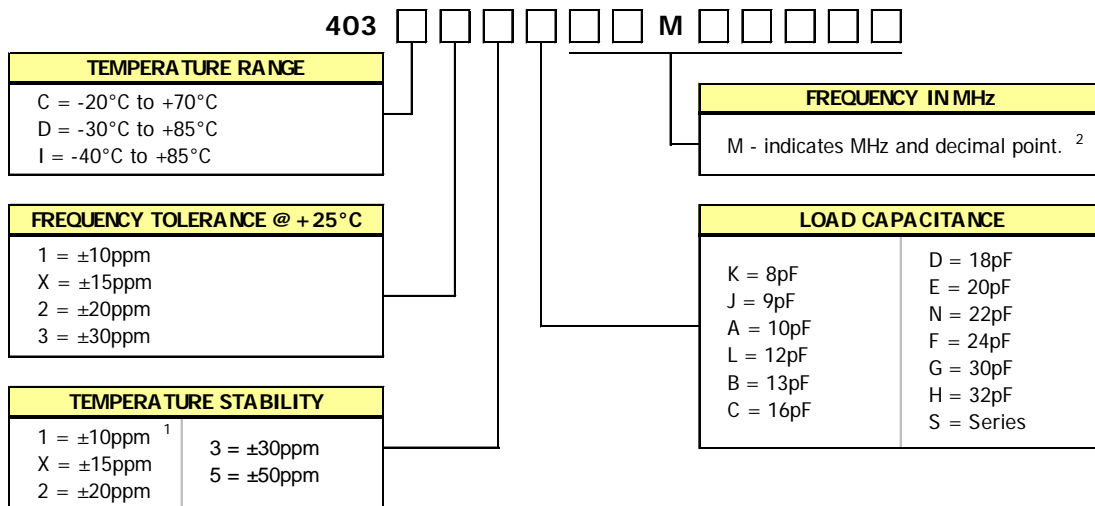 403 M
TEMPERATURE RANGE
C = -20°C to +70°C
D = -30°C to +85°C
I = -40°C to +85°C
FREQUENCY TOLERANCE @ +25°C
1 = ±10ppm
X = ±15ppm
2 = ±20ppm
3 = ±30ppm
TEMPERATURE STABILITY
1 = ±10ppm 1
X = ±15ppm
2 = ±20ppm
3 = ±30ppm
5 = ±50ppm
FREQUENCY IN MHz
M - indicates MHz and decimal point. 2
LOAD CAPACITANCE
K = 8pF
J = 9pF
A = 10pF
L = 12pF
B = 13pF
C = 16pF
D = 18pF
E = 20pF
N = 22pF
F = 24pF
G = 30pF
H = 32pF
S = Series